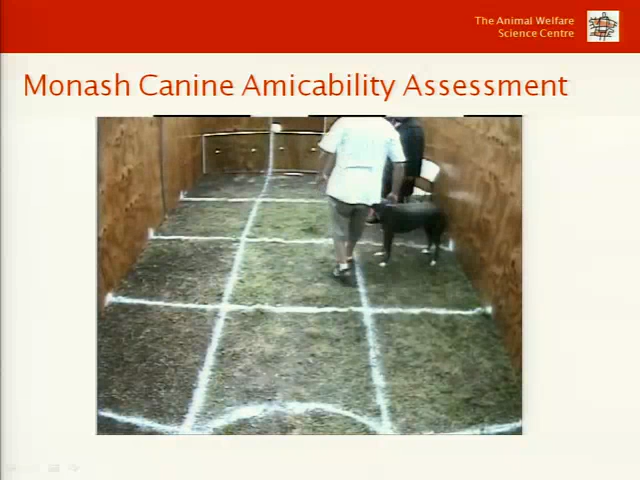 The Animal Welfare
Science Centre
Monash Canine Amicability Assessment